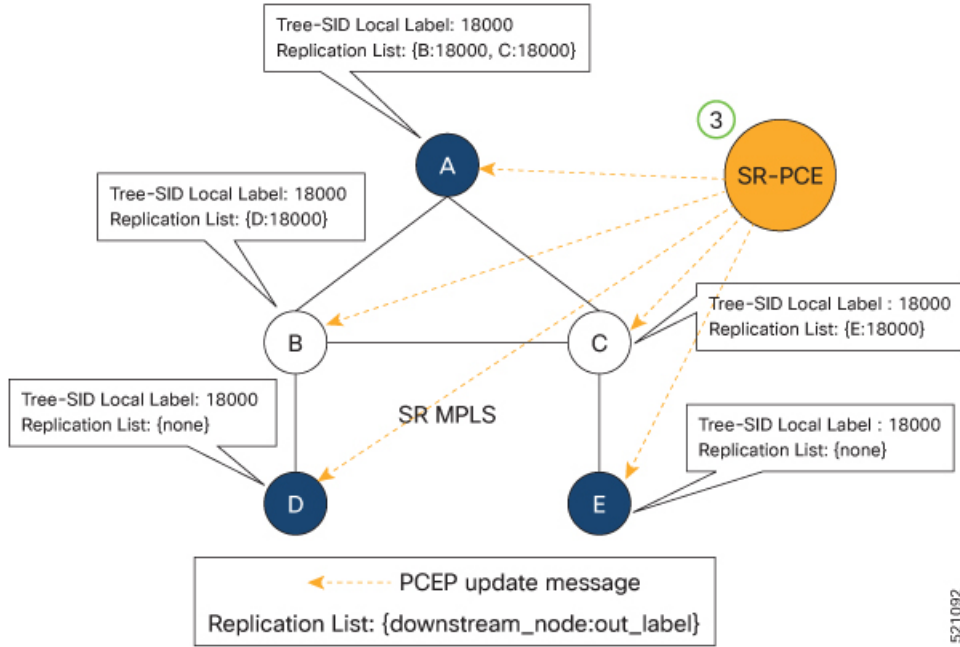 Tree-SID Local Label: 18000
Replication List: {B:18000, C:18000}
3
SR-PCE
A
Tree-SID Local Label: 18000
Replication List: {D:18000}
Tree-SID Local Label : 18000
Replication List: {E:18000}
B
C
Tree-SID Local Label: 18000
Replication List: {none}
SR MPLS
Tree-SID Local Label : 18000
Replication List: {none}
D
E
PCEP update message
Replication List: {downstream_node:out_label}
521092